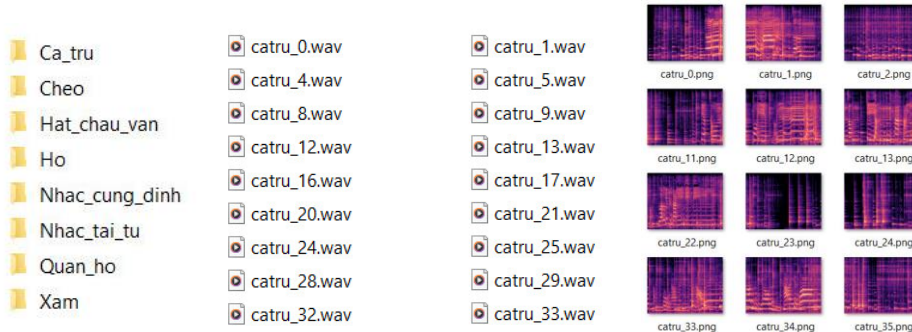 Ca_tru
Cheo
Hat_chau_van
Ho
Nhac_cung_dinh
Nhac_tai_tu
Quan_ho
Xam
catru_0.wav
catru_4.wav
catru_8.wav
catru_12.wav
catru_16.wav
catru_20.wav
catru_24.wav
catru_28.wav
catru_32.wav
catru_1.wav
catru_5.wav
catru_9.wav
catru_13.wav
catru_17.wav
catru_21.wav
catru_25.wav
catru_29.wav
catru_33.wav
catru_0.png catru_1.png catru_2.png
catru_11.png catru_12.png catru_13.png
catru_22.png catru_23.png catru_24.png
catru_33.png catru_34.png catru_35.png